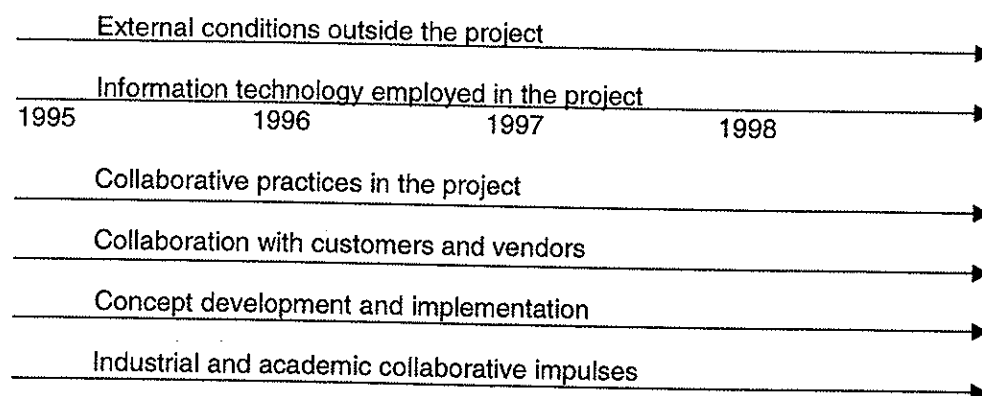 External conditions outside the project
Information technology employed in the project
1995 1996 1997 1998
Collaborative practices in the project
Collaboration with customers and vendors
Concept development and implementation
Industrial and academic collaborative impulses